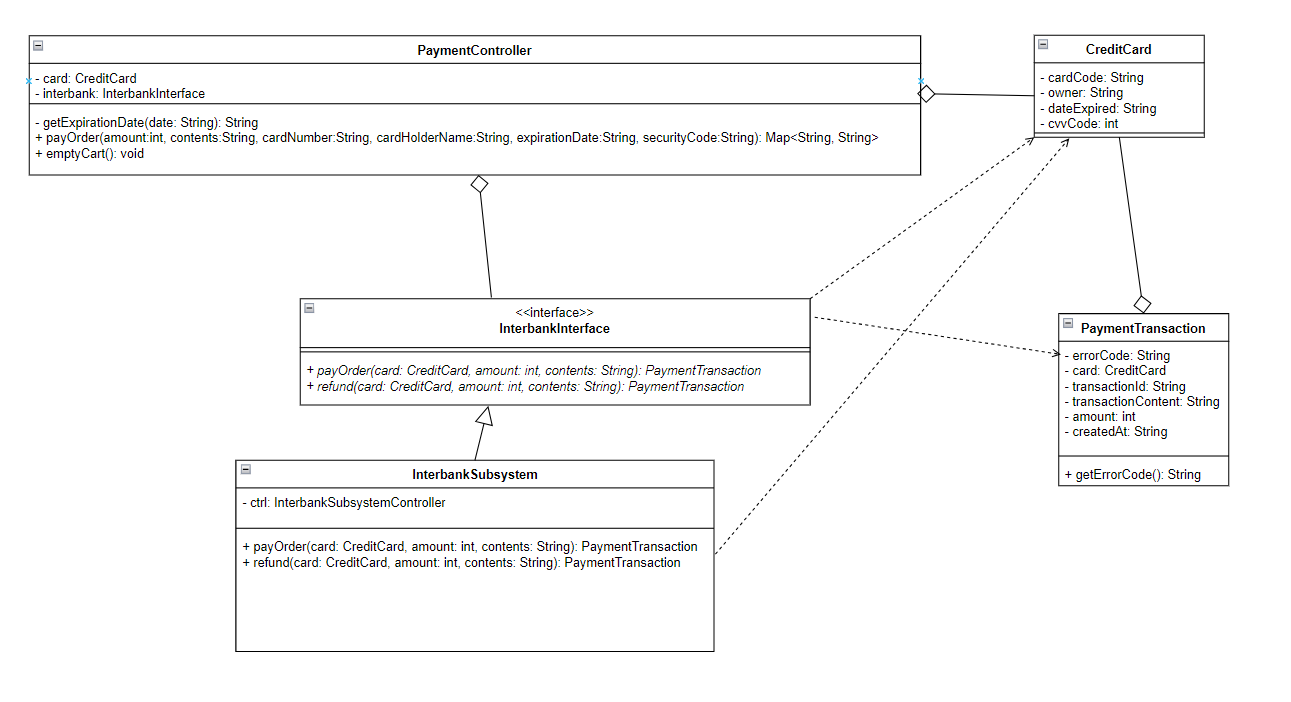 PaymentController
- card: CreditCard
- interbank: InterbankInterface
- getExpirationDate(date: String): String
+ payOrder(amount:int, contents:String, cardNumber:String, cardHolderName:String, expirationDate:String, securityCode:String): Map<String, String>
+ emptyCart(): void
CreditCard
- cardCode: String
- owner: String
- dateExpired: String
- cvvCode: int
<<interface>>
InterbankInterface
+ payOrder(card: CreditCard, amount: int, contents: String): PaymentTransaction
+ refund(card: CreditCard, amount: int, contents: String): PaymentTransaction
PaymentTransaction
- errorCode: String
- card: CreditCard
- transactionId: String
- transactionContent: String
- amount: int
- createdAt: String
+ getErrorCode(): String
InterbankSubsystem
- ctrl: InterbankSubsystemController
+ payOrder(card: CreditCard, amount: int, contents: String): PaymentTransaction
+ refund(card: CreditCard, amount: int, contents: String): PaymentTransaction